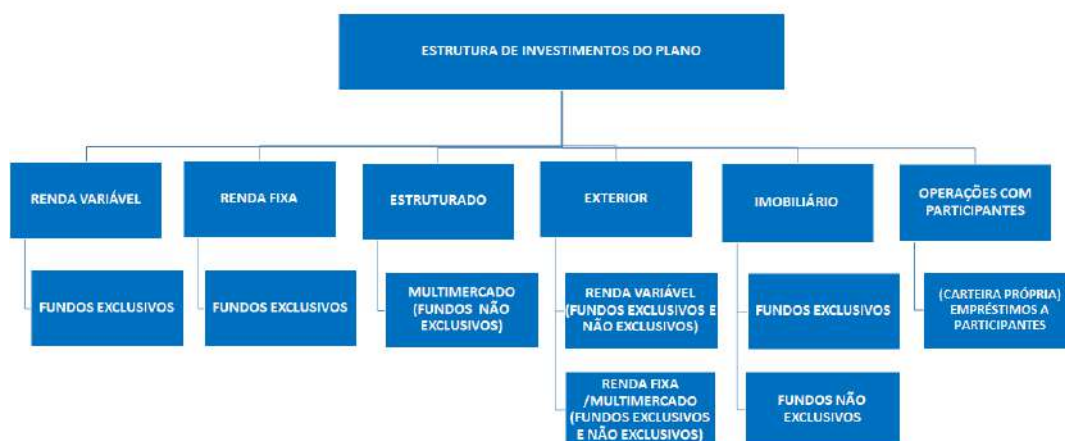 ESTRUTURA DE INVESTIMENTOS DO PLANO
RENDA VARIÁVEL
RENDA FIXA
ESTRUTURADO
EXTERIOR
IMOBILIÁRIO
OPERAÇÕES COM
PARTICIPANTES
FUNDOS EXCLUSIVOS
FUNDOS EXCLUSIVOS
MULTIMERCADO
(FUNDOS NÃO
EXCLUSIVOS)
RENDA VARIÁVEL
(FUNDOS EXCLUSIVOS E
NÃO EXCLUSIVOS)
FUNDOS EXCLUSIVOS
(CARTEIRA PRÓPRIA)
EMPRÉSTIMOS A
PARTICIPANTES
RENDA FIXA
/MULTIMERCADO
(FUNDOS EXCLUSIVOS
E NÃO EXCLUSIVOS)
FUNDOS NÃO
EXCLUSIVOS